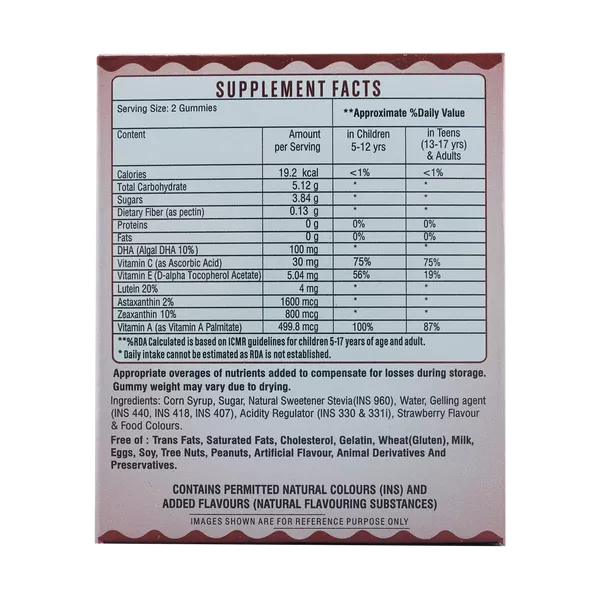 SUPPLEMENT FACTS
Serving Size: 2 Gummies **Approximate %Daily Value
Content Amount per Serving in Children 5-12 yrs in Teens (13-17 yrs) & Adults
Calories 19.2 kcal <1% <1%
Total Carbohydrate 5.12 g * *
Sugars 3.84 g * *
Dietary Fiber (as pectin) 0.13 g * *
Proteins 0 g 0% 0%
Fats 0 g 0% 0%
DHA (Algal DHA 10%) 100 mg * *
Vitamin C (as Ascorbic Acid) 30 mg 75% 75%
Vitamin E (D-alpha Tocopherol Acetate) 5.04 mg 56% 19%
Lutein 20% 4 mg * *
Astaxanthin 2% 1600 mcg * *
Zeaxanthin 10% 800 mcg * *
Vitamin A (as Vitamin A Palmitate) 499.8 mcg 100% 87%
**%RDA Calculated is based on ICMR guidelines for children 5-17 years of age and adult.
* Daily intake cannot be estimated as RDA is not established.
Appropriate overages of nutrients added to compensate for losses during storage.
Gummy weight may vary due to drying.
Ingredients: Corn Syrup, Sugar, Natural Sweetener Stevia(INS 960), Water, Gelling agent
(INS 440, INS 418, INS 407), Acidity Regulator (INS 330 & 331i), Strawberry Flavour
& Food Colours.
Free of : Trans Fats, Saturated Fats, Cholesterol, Gelatin, Wheat(Gluten), Milk,
Eggs, Soy, Tree Nuts, Peanuts, Artificial Flavour, Animal Derivatives And
Preservatives.
CONTAINS PERMITTED NATURAL COLOURS (INS) AND
ADDED FLAVOURS (NATURAL FLAVOURING SUBSTANCES)
IMAGES SHOWN ARE FOR REFERENCE PURPOSE ONLY